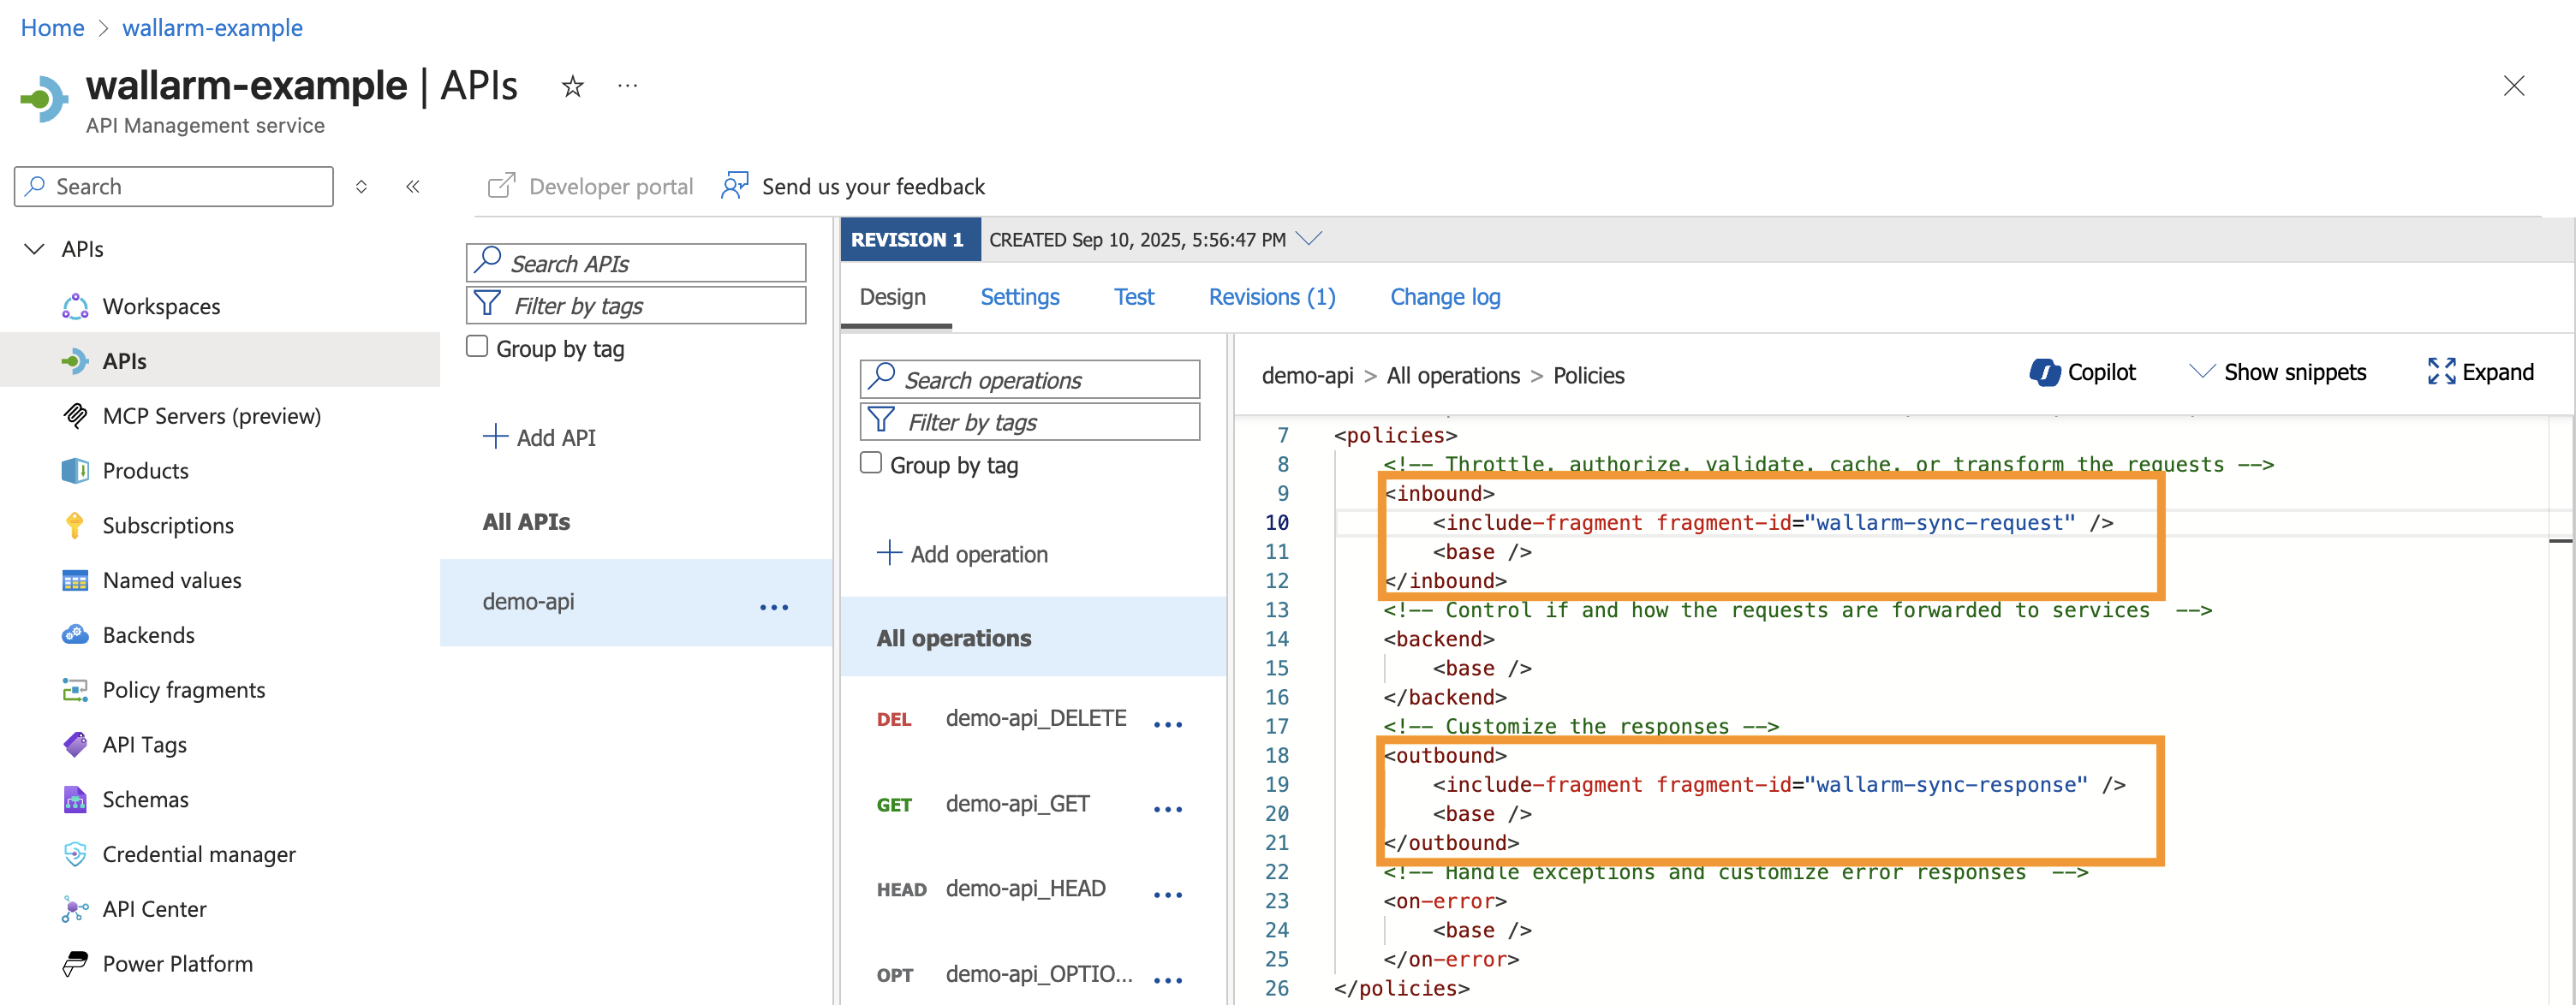 Home > wallarm-example
wallarm-example | APIs
API Management service
Search
Developer portal
Send us your feedback
APIs
Workspaces
APIs
MCP Servers (preview)
Products
Subscriptions
Named values
Backends
Policy fragments
API Tags
Schemas
Credential manager
API Center
Power Platform
Search APIs
Filter by tags
Group by tag
Add API
All APIs
demo-api
REVISION 1 CREATED Sep 10, 2025, 5:56:47 PM
Design Settings Test Revisions (1) Change log
Search operations
Filter by tags
Group by tag
Add operation
All operations
DEL demo-api_DELETE
GET demo-api_GET
HEAD demo-api_HEAD
OPT demo-api_OPTIO...
demo-api > All operations > Policies
Copilot Show snippets Expand
7 <policies>
8 <!-- Throttle, authorize, validate, cache, or transform the requests -->
9 <inbound>
10 <include-fragment fragment-id="wallarm-sync-request" />
11 <base />
12 </inbound>
13 <!-- Control if and how the requests are forwarded to services  -->
14 <backend>
15 <base />
16 </backend>
17 <!-- Customize the responses -->
18 <outbound>
19 <include-fragment fragment-id="wallarm-sync-response" />
20 <base />
21 </outbound>
22 <!-- Handle exceptions and customize error responses  -->
23 <on-error>
24 <base />
25 </on-error>
26 </policies>